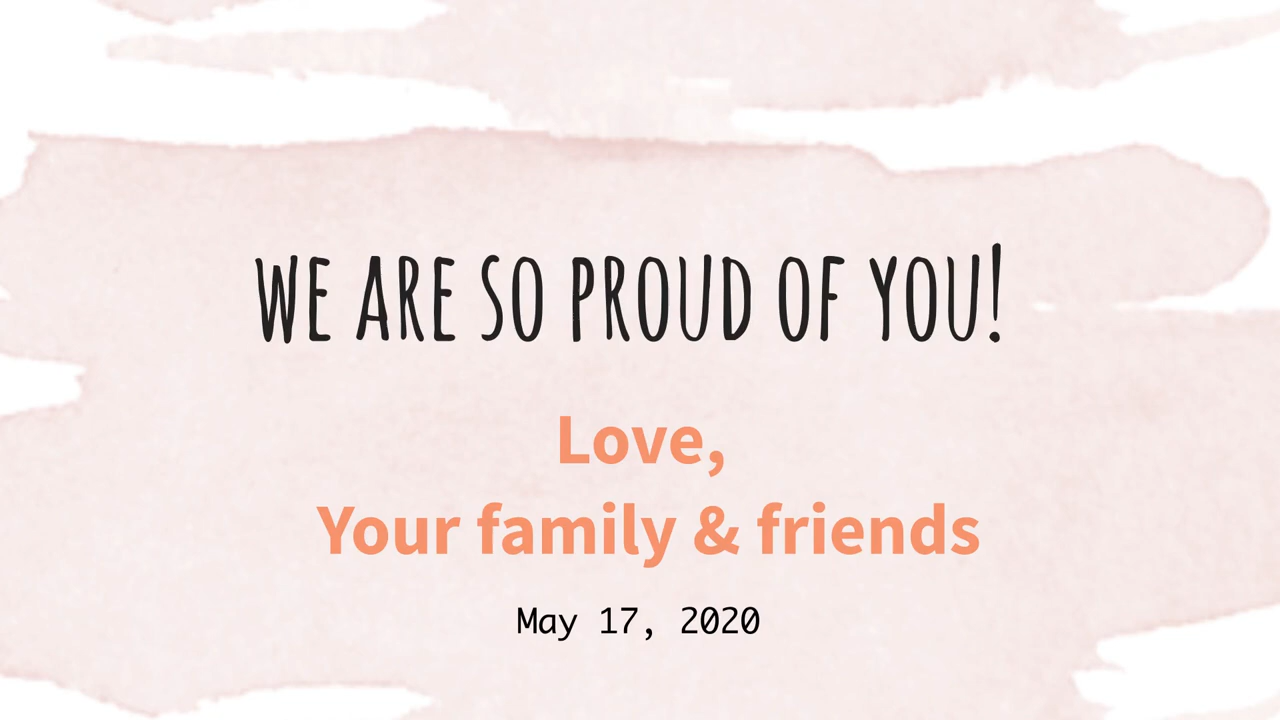 WE ARE SO PROUD OF YOU!
Love,
Your family & friends
May 17, 2020